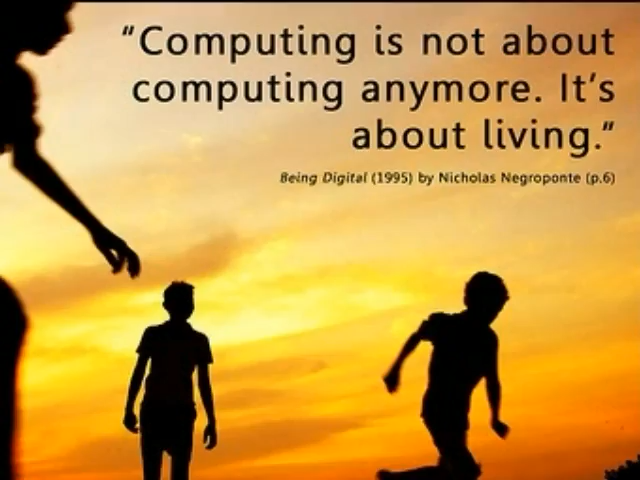 “Computing is not about
computing anymore. It’s
about living.”
Being Digital (1995) by Nicholas Negroponte (p.6)